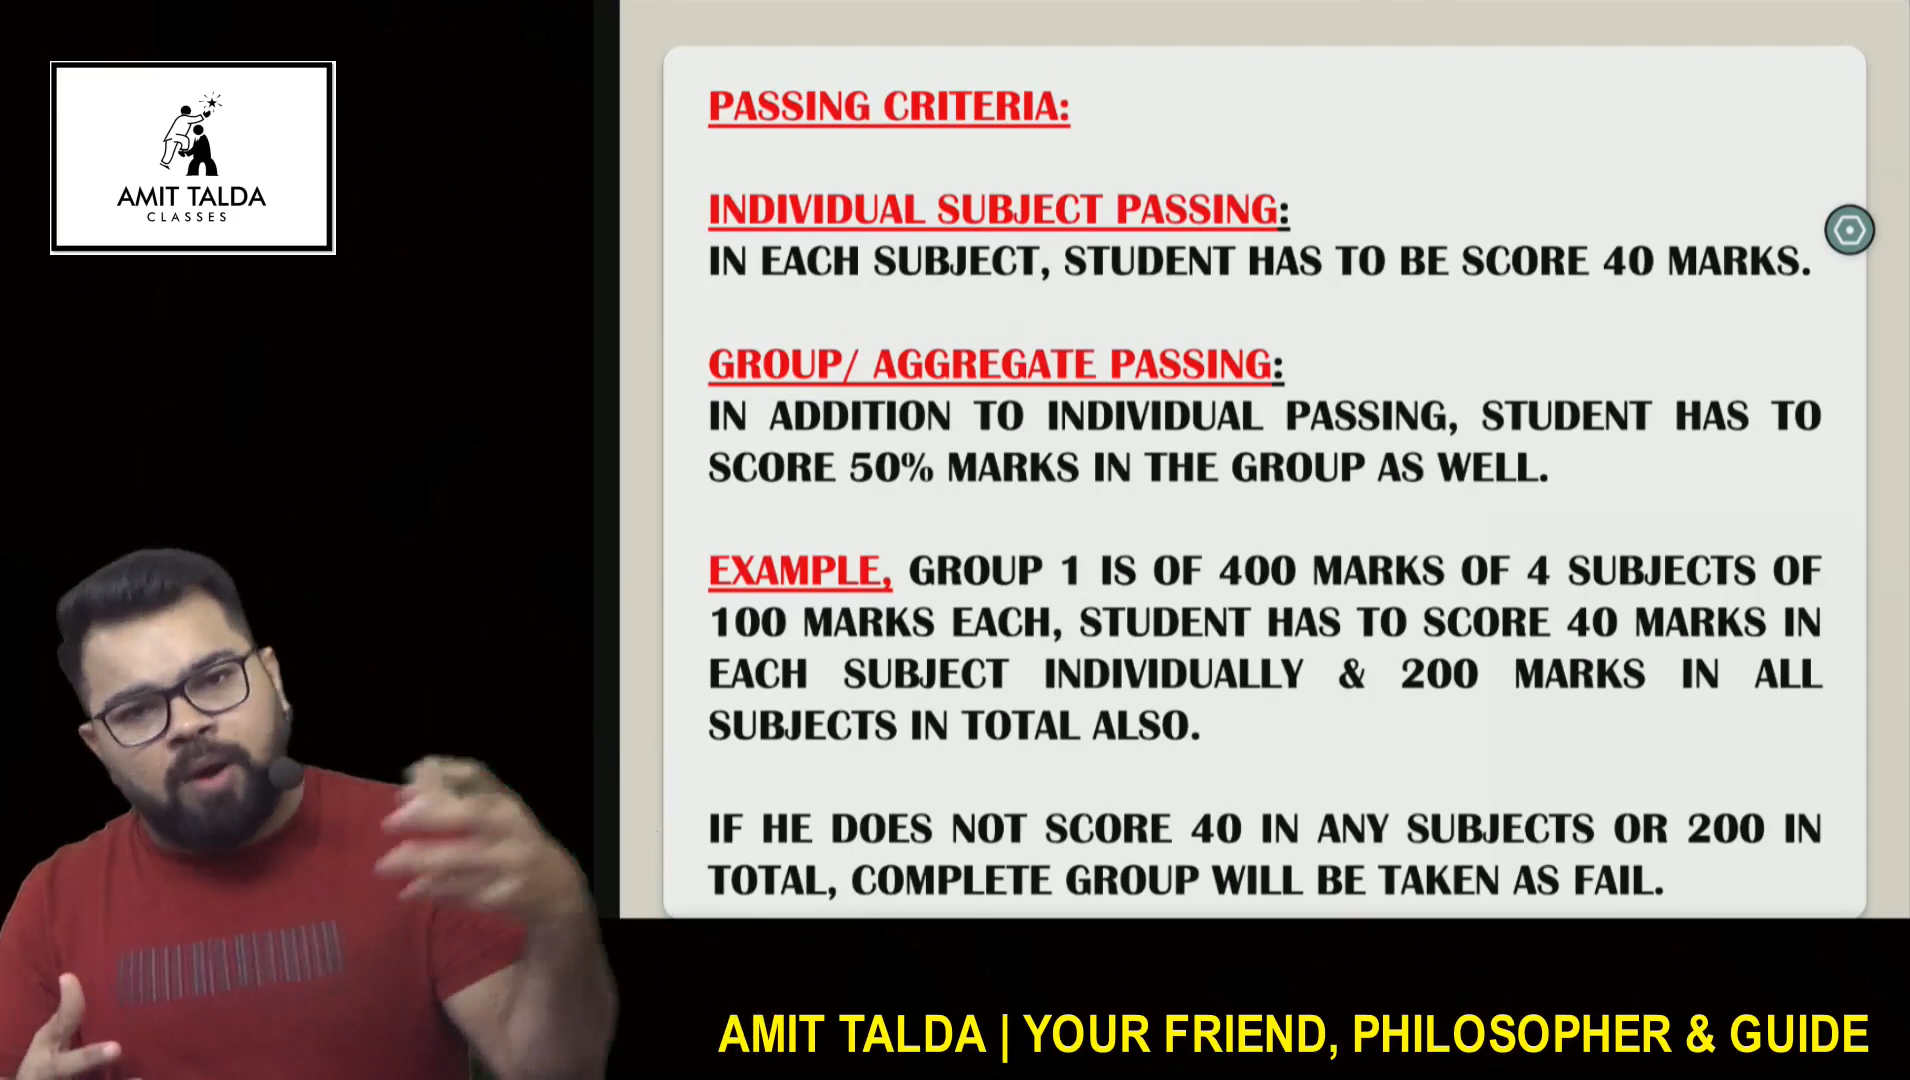 AMIT TALDA
CLASSES
PASSING CRITERIA:
INDIVIDUAL SUBJECT PASSING:
IN EACH SUBJECT, STUDENT HAS TO BE SCORE 40 MARKS.
GROUP/ AGGREGATE PASSING:
IN ADDITION TO INDIVIDUAL PASSING, STUDENT HAS TO
SCORE 50% MARKS IN THE GROUP AS WELL.
EXAMPLE, GROUP 1 IS OF 400 MARKS OF 4 SUBJECTS OF
100 MARKS EACH, STUDENT HAS TO SCORE 40 MARKS IN
EACH SUBJECT INDIVIDUALLY & 200 MARKS IN ALL
SUBJECTS IN TOTAL ALSO.
IF HE DOES NOT SCORE 40 IN ANY SUBJECTS OR 200 IN
TOTAL, COMPLETE GROUP WILL BE TAKEN AS FAIL.
AMIT TALDA | YOUR FRIEND, PHILOSOPHER & GUIDE